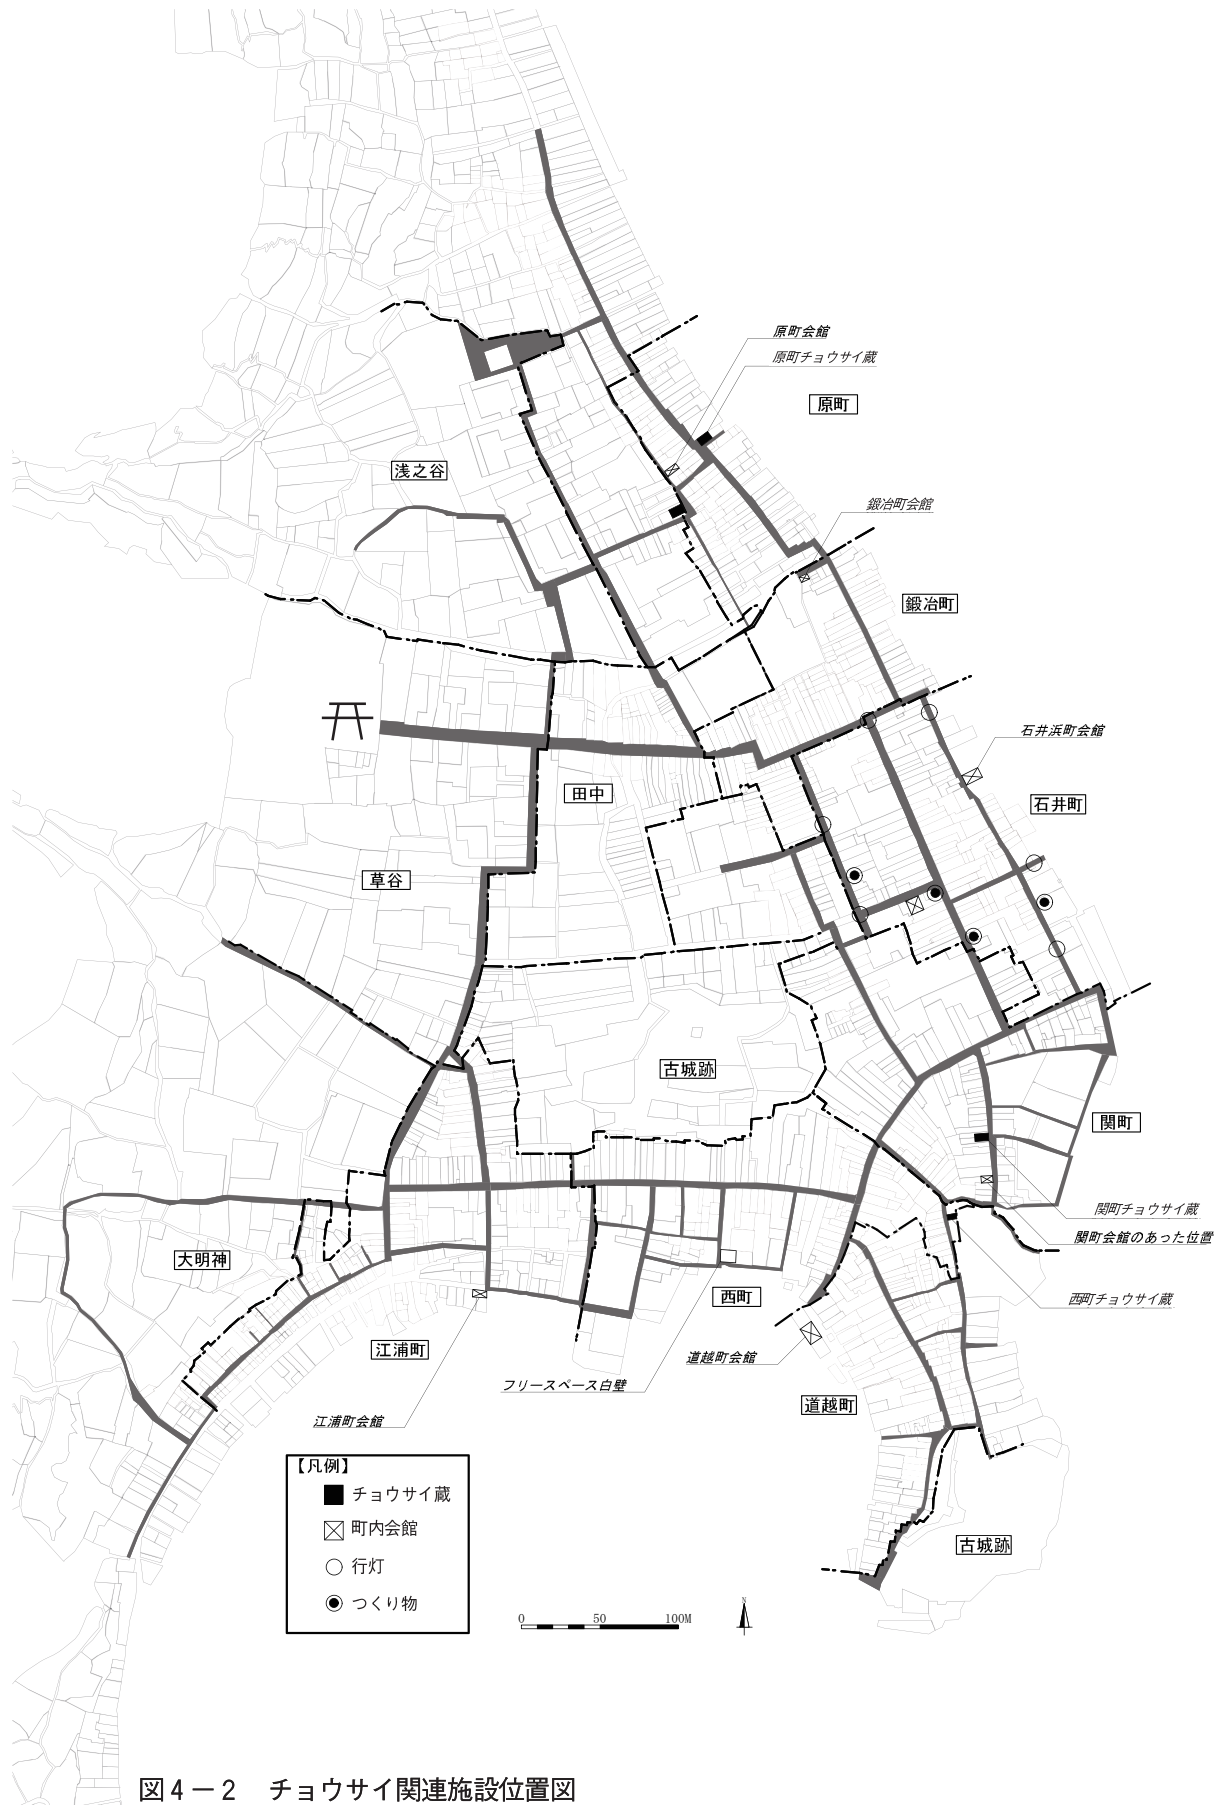 原町会館
原町チョウサイ蔵
原町
浅之谷
鍛冶町会館
鍛冶町
石井浜町会館
田中
石井町
草谷
古城跡
関町
関町チョウサイ蔵
関町会館のあった位置
大明神
西町
西町チョウサイ蔵
江浦町
道越町会館
フリースペース白壁
道越町
江浦町会館
【凡例】
チョウサイ蔵
町内会館
行灯
つくり物
古城跡
0 50 100M
N
図4－2 チョウサイ関連施設位置図